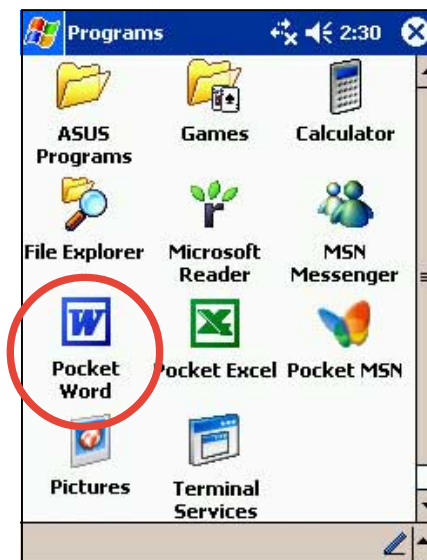 Programs 2:30
ASUS Games Calculator
Programs
File Explorer Microsoft MSN
Reader Messenger
Pocket Pocket Excel Pocket MSN
Word
Pictures Terminal
Services